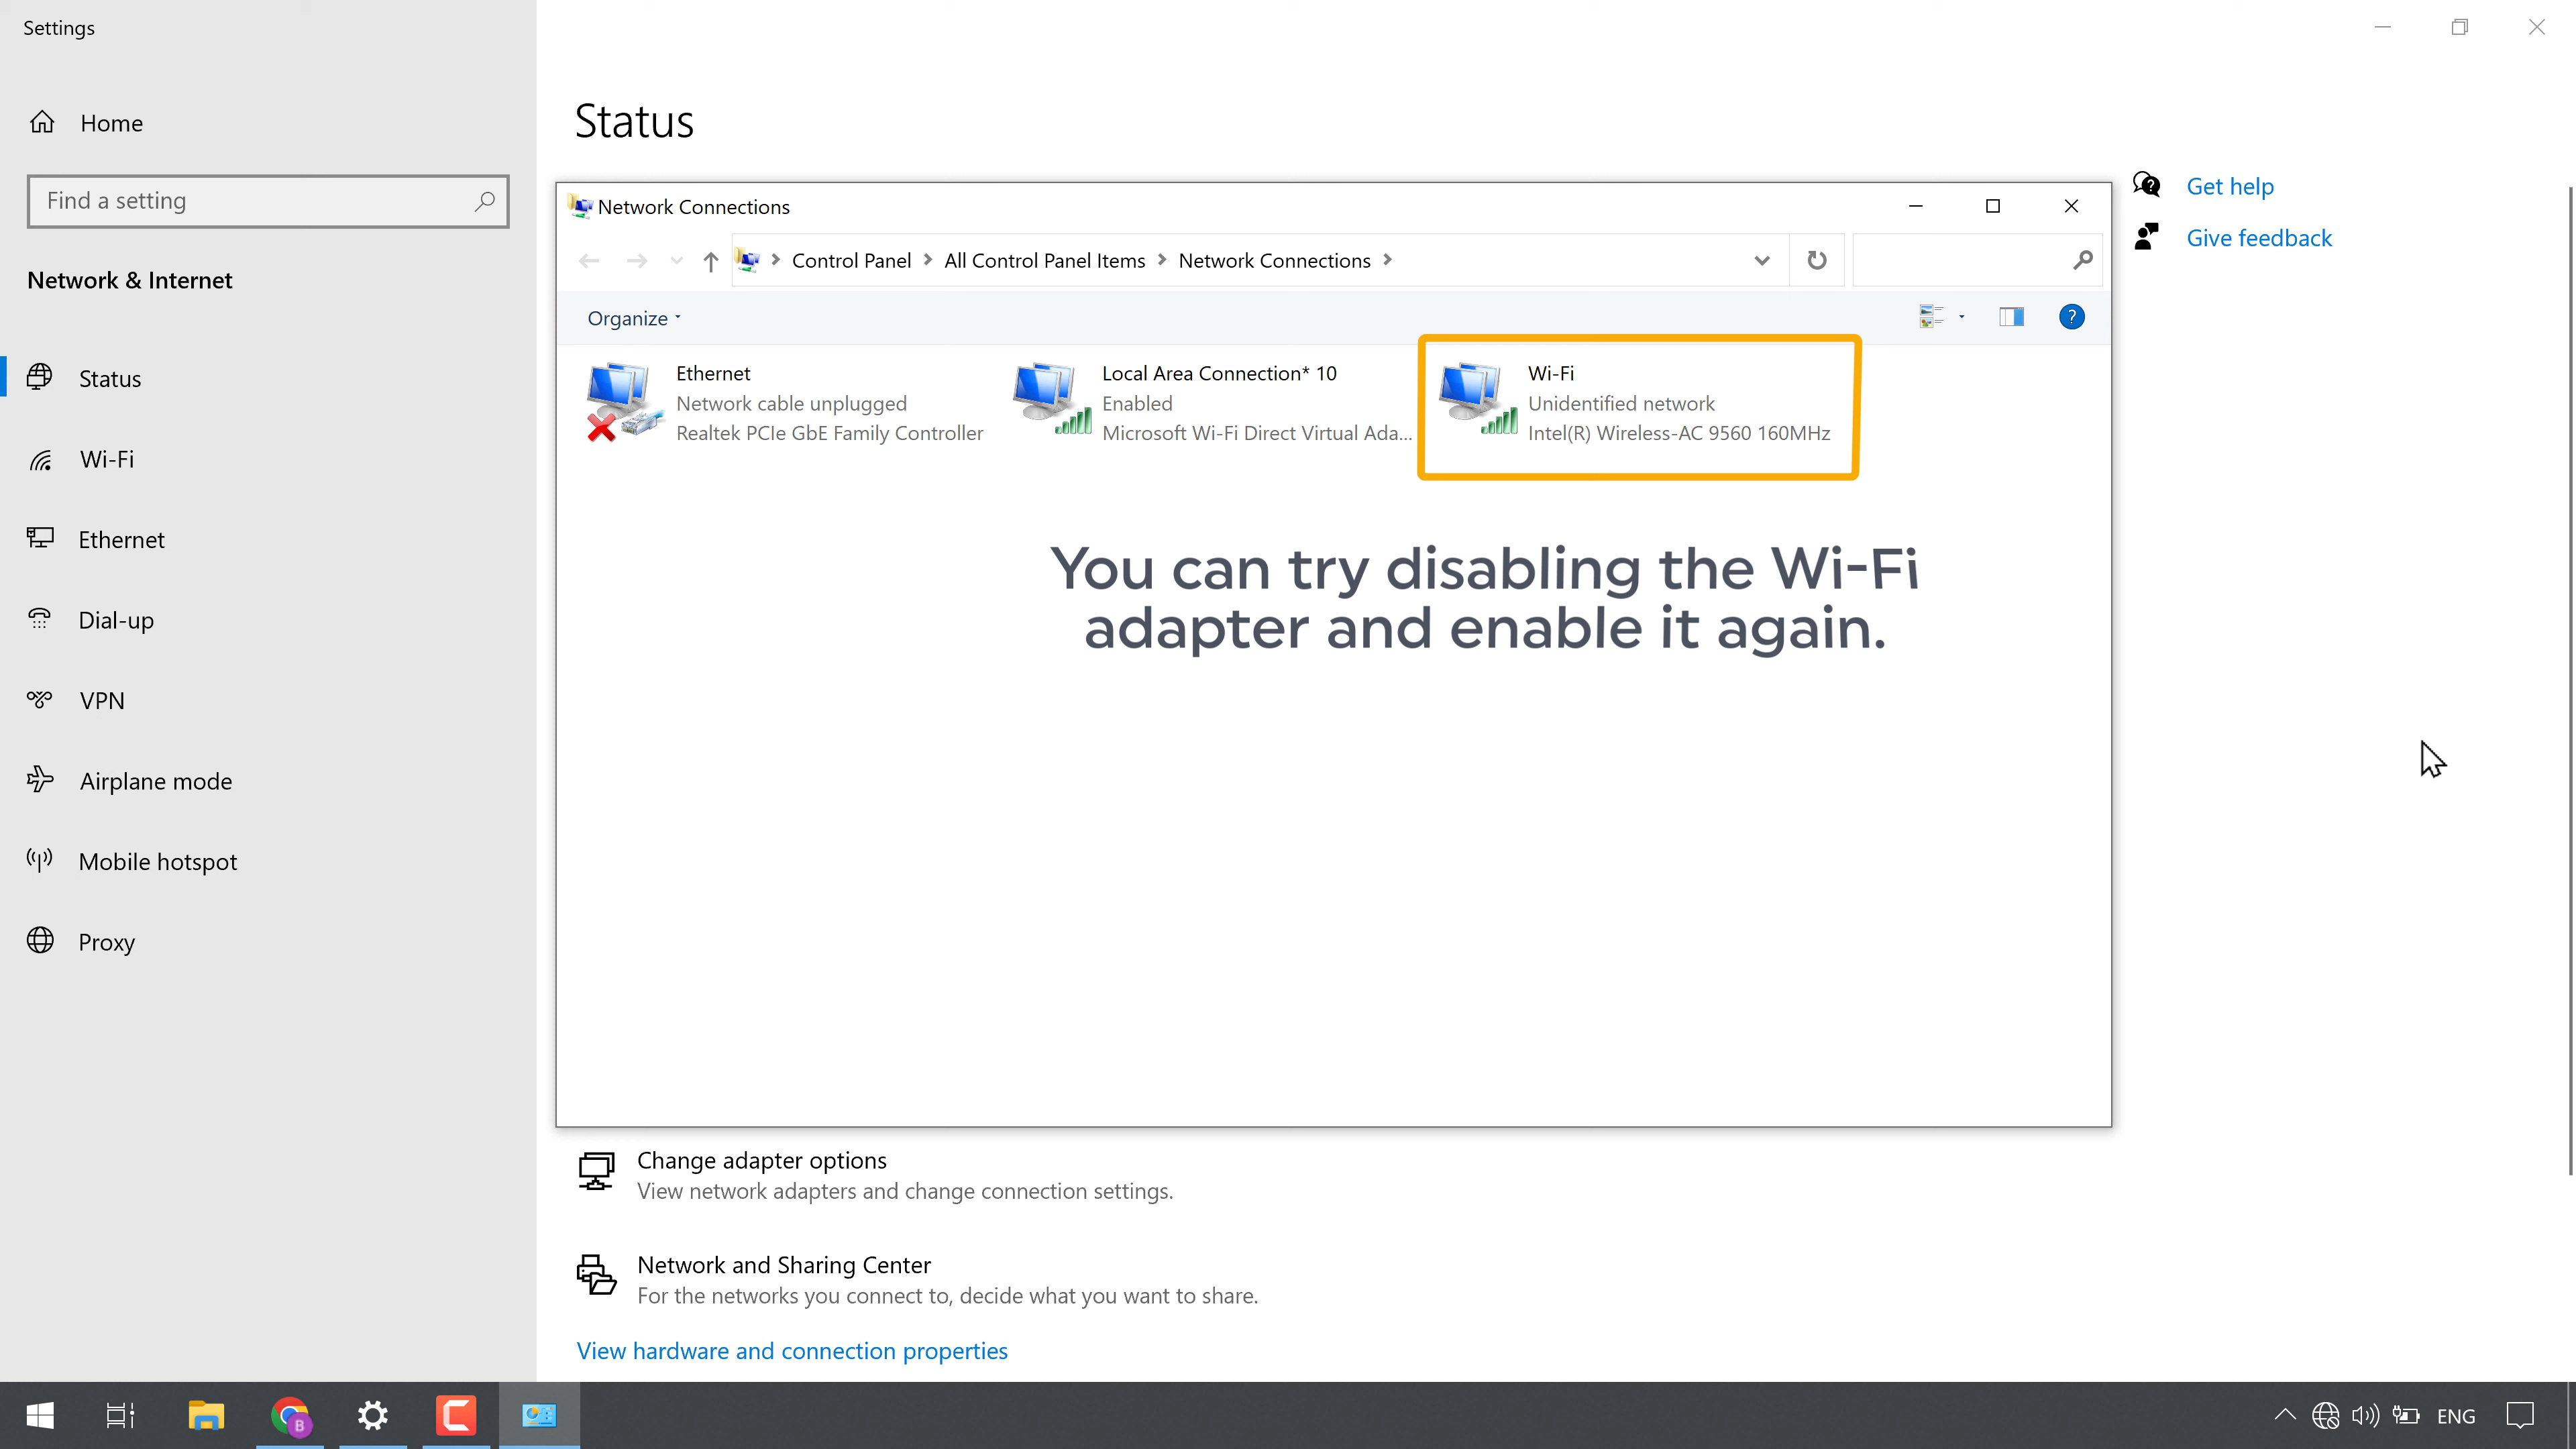 Settings
Home
Find a setting
Network & Internet
Status
Wi-Fi
Ethernet
Dial-up
VPN
Airplane mode
Mobile hotspot
Proxy
Status
Get help
Give feedback
Network Connections
Control Panel > All Control Panel Items > Network Connections >
Organize
Ethernet
Network cable unplugged
Realtek PCIe GbE Family Controller
Local Area Connection* 10
Enabled
Microsoft Wi-Fi Direct Virtual Ada...
Wi-Fi
Unidentified network
Intel(R) Wireless-AC 9560 160MHz
You can try disabling the Wi-Fi
adapter and enable it again.
Change adapter options
View network adapters and change connection settings.
Network and Sharing Center
For the networks you connect to, decide what you want to share.
View hardware and connection properties
B
ENG